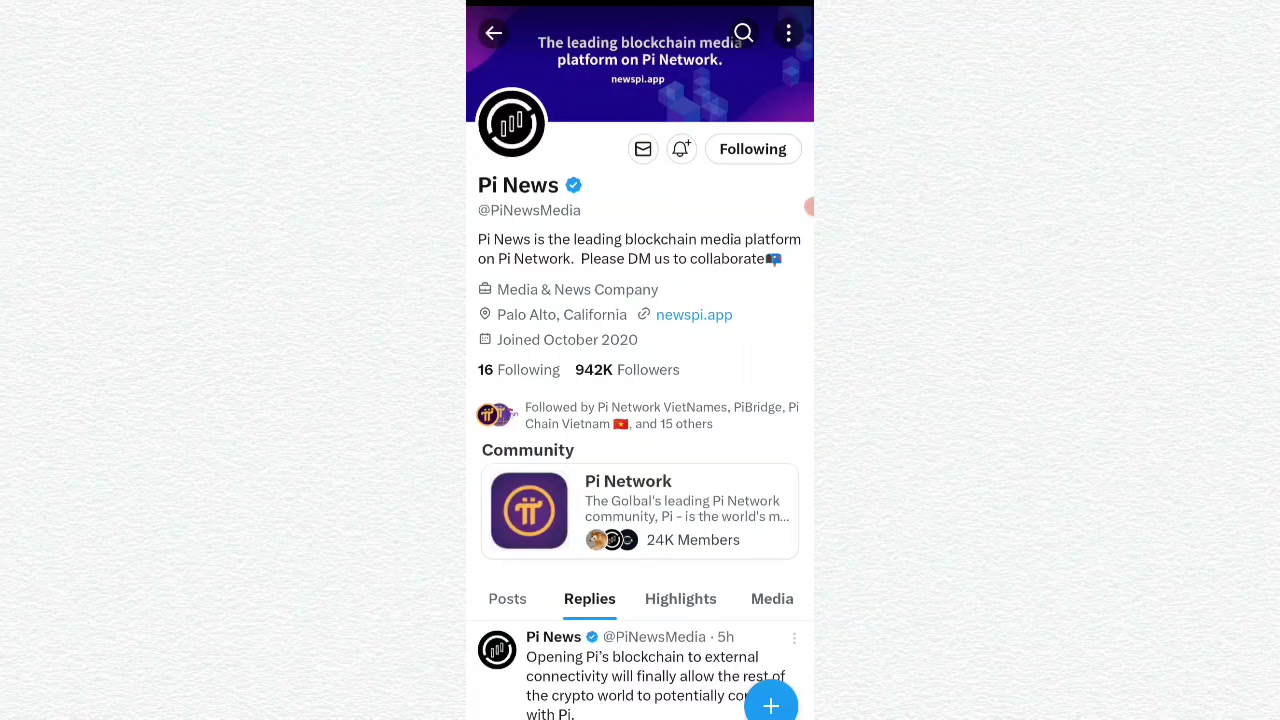 The leading blockchain media
platform on Pi Network.
newspi.app
Following
Pi News
@PiNewsMedia
Pi News is the leading blockchain media platform
on Pi Network. Please DM us to collaborate📭
Media & News Company
Palo Alto, California newspi.app
Joined October 2020
16 Following 942K Followers
Followed by Pi Network VietNames, PiBridge, Pi
Chain Vietnam 🇻🇳, and 15 others
Community
Pi Network
The Golbal's leading Pi Network
community, Pi - is the world's m...
24K Members
Posts Replies Highlights Media
Pi News @PiNewsMedia · 5h
Opening Pi's blockchain to external
connectivity will finally allow the rest of
the crypto world to potentially
with Pi.